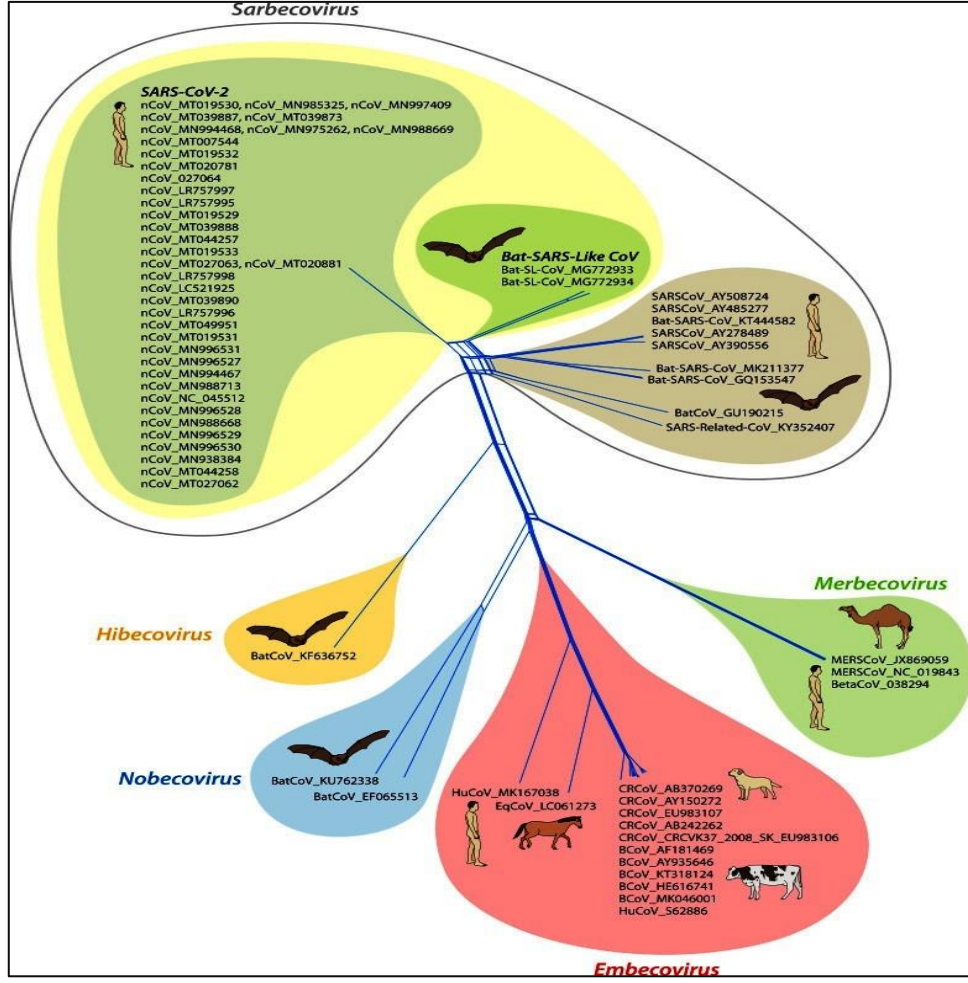 Sarbecovirus
SARS-CoV-2
nCoV_MT019530, nCoV_MN985325, nCoV_MN997409
nCoV_MT039887, nCoV_MT039873
nCoV_MN994468, nCoV_MN975262, nCoV_MN988669
nCoV_MT007544
nCoV_MT019532
nCoV_MT020781
nCoV_027064
nCoV_LR757997
nCoV_LR757995
nCoV_MT019529
nCoV_MT039888
nCoV_MT044257
nCoV_MT019533
nCoV_MT027063, nCoV_MT020881
nCoV_LR757998
nCoV_LC521925
nCoV_MT039890
nCoV_LR757996
nCoV_MT049951
nCoV_MT019531
nCoV_MN996531
nCoV_MN996527
nCoV_MN994467
nCoV_MN988713
nCoV_NC_045512
nCoV_MN996528
nCoV_MN988668
nCoV_MN996529
nCoV_MN996530
nCoV_MN938384
nCoV_MT044258
nCoV_MT027062
Bat-SARS-Like CoV
Bat-SL-CoV_MG772933
Bat-SL-CoV_MG772934
SARSCoV_AY508724
SARSCoV_AY485277
Bat-SARS-CoV_KT444582
SARSCoV_AY278489
SARSCoV_AY390556
Bat-SARS-CoV_MK211377
Bat-SARS-CoV_GQ153547
BatCoV_GU190215
SARS-Related-CoV_KY352407
Hibecovirus
BatCoV_KF636752
Merbecovirus
MERSCoV_JX869059
MERSCoV_NC_019843
BetaCoV_038294
Nobecovirus
BatCoV_KU762338
BatCoV_EF065513
HuCoV_MK167038
EqCoV_LC061273
CRCoV_AB370269
CRCoV_AY150272
CRCoV_EU983107
CRCoV_AB242262
CRCoV_CRCVK37_2008_SK_EU983106
BCoV_AF181469
BCoV_AY935646
BCoV_KT318124
BCoV_HE616741
BCoV_MK046001
HuCoV_S62886
Embecovirus